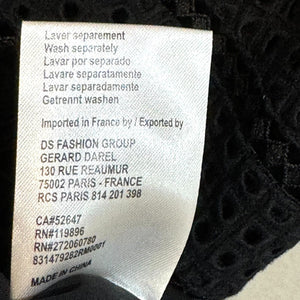 Laver separement
Wash separately
Lavar por separado
Lavare separatamente
Lavar separadamente
Getrennt waschen
Imported in France by / Exported by
DS FASHION GROUP
GERARD DAREL
130 RUE REAUMUR
75002 PARIS - FRANCE
RCS PARIS 814 201 398
CA#52647
RN#119896
RN#272060780
831479282RM0001
MADE IN CHINA